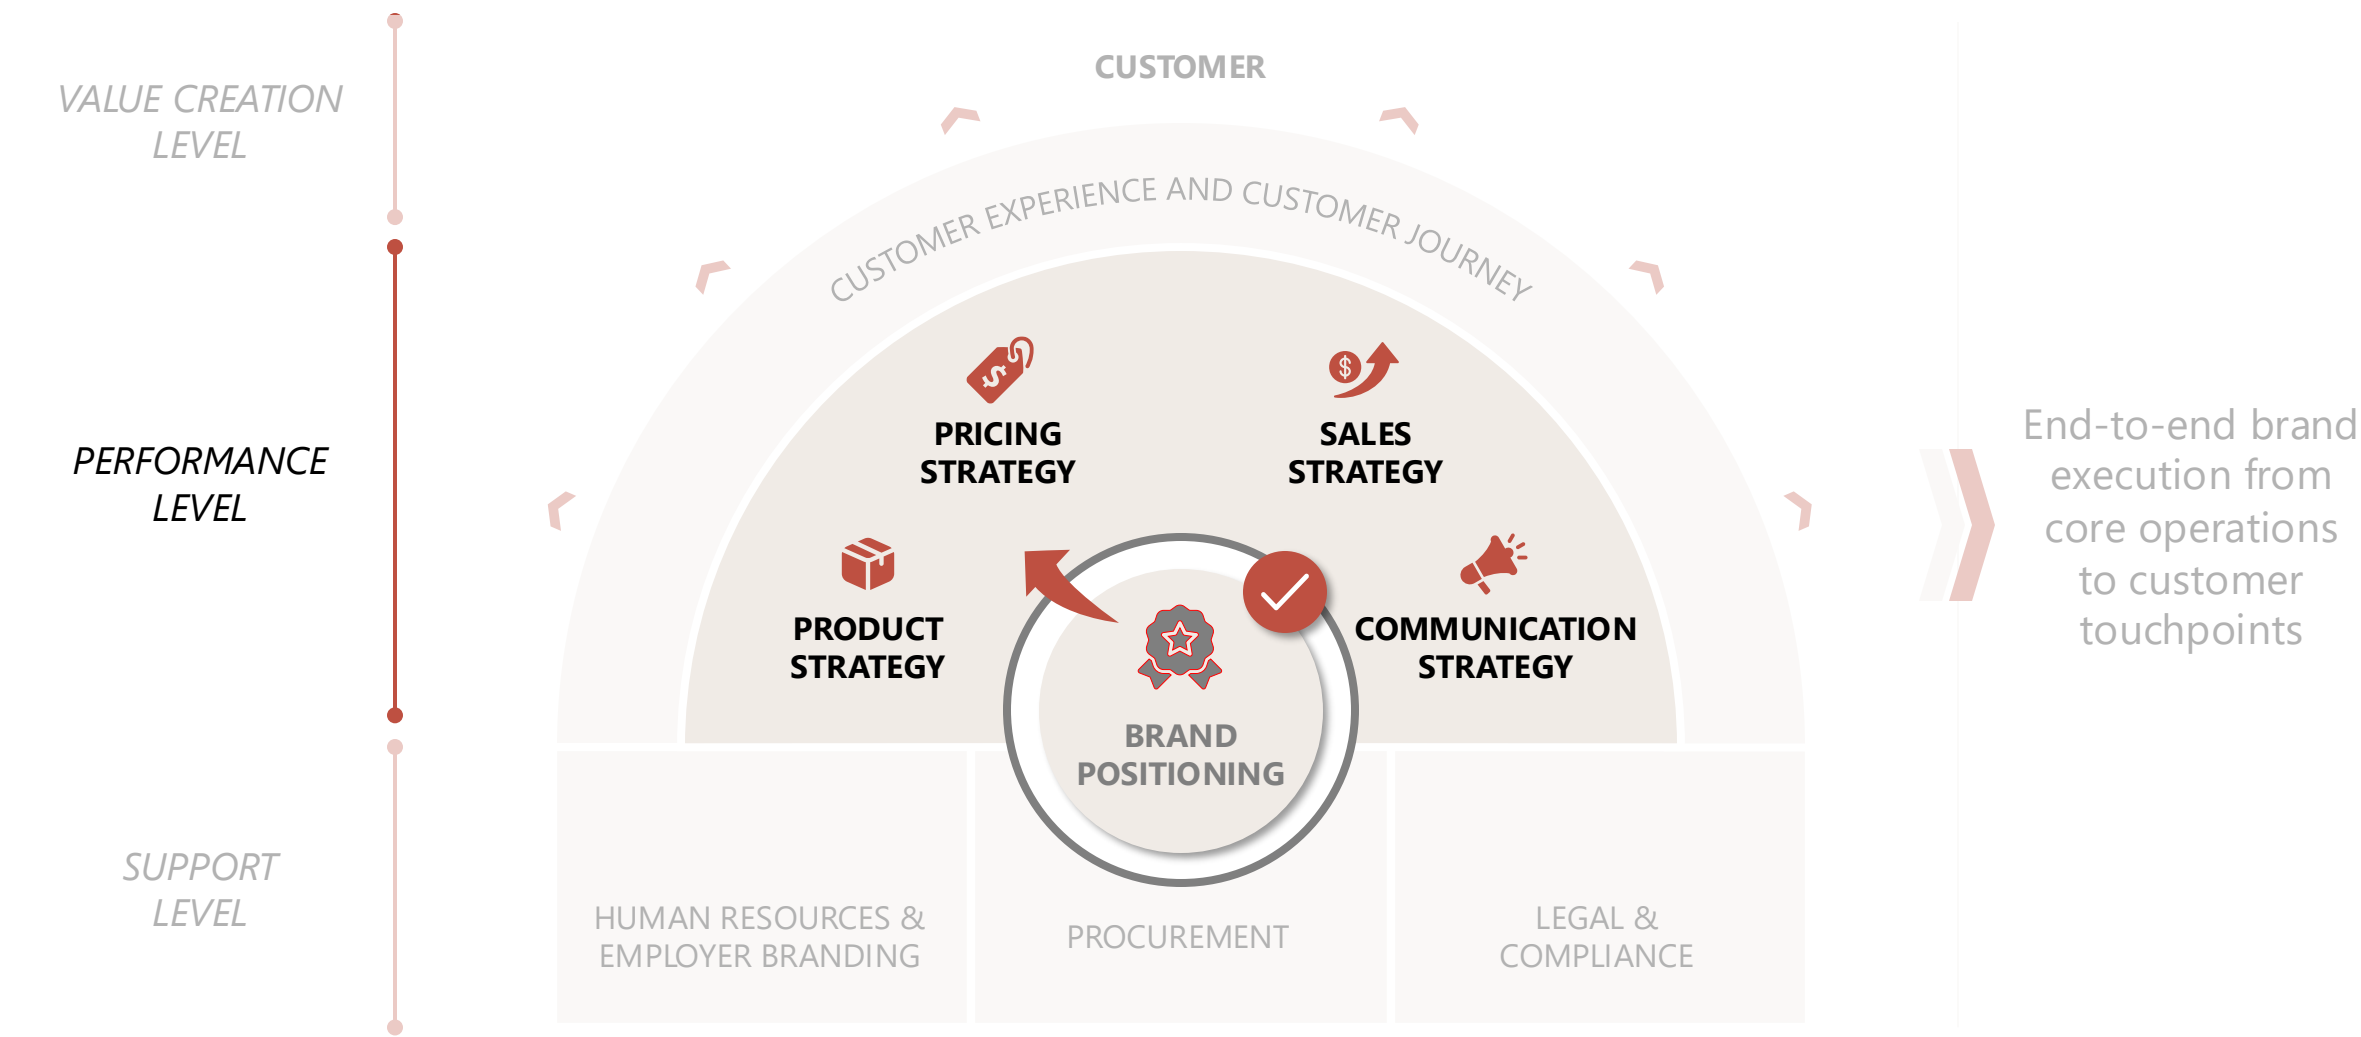 CUSTOMER
VALUE CREATION
LEVEL
CUSTOMER EXPERIENCE AND CUSTOMER JOURNEY
PERFORMANCE
LEVEL
PRICING
STRATEGY
SALES
STRATEGY
PRODUCT
STRATEGY
COMMUNICATION
STRATEGY
BRAND
POSITIONING
End-to-end brand
execution from
core operations
to customer
touchpoints
SUPPORT
LEVEL
HUMAN RESOURCES &
EMPLOYER BRANDING
PROCUREMENT
LEGAL &
COMPLIANCE